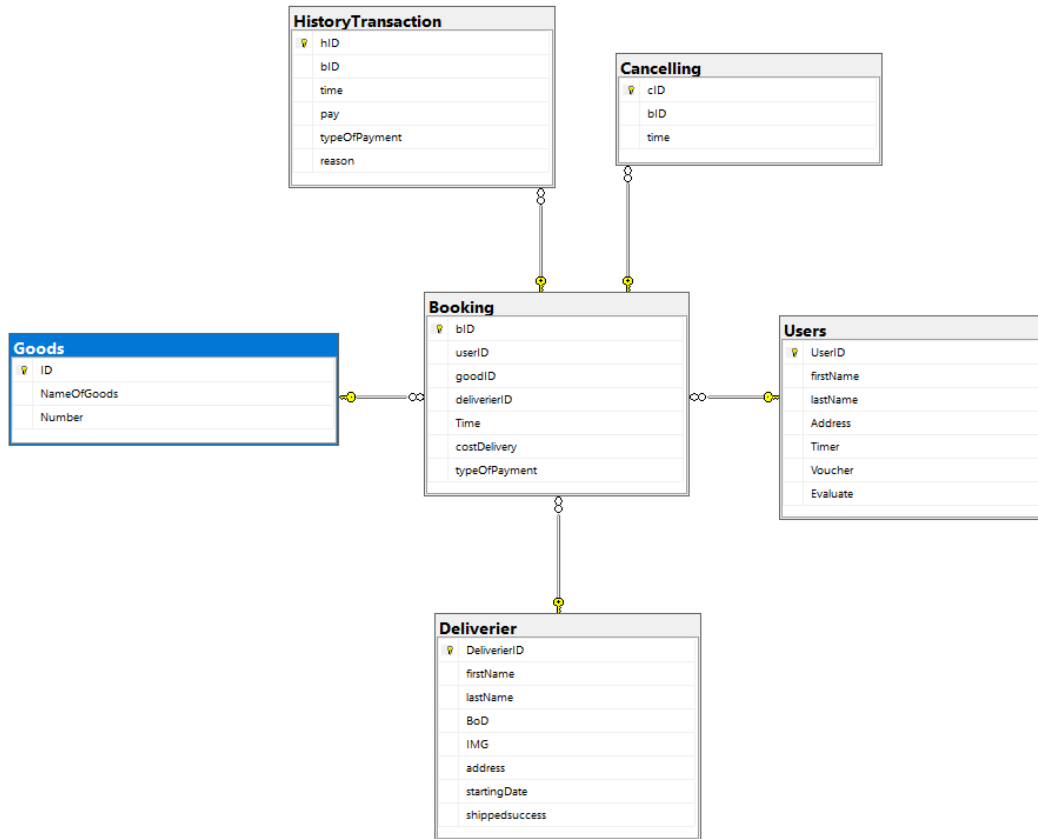 HistoryTransaction
hID
bID
time
pay
typeOfPayment
reason
Cancelling
cID
bID
time
Booking
bID
userID
goodID
deliverierID
Time
costDelivery
typeOfPayment
Goods
ID
NameOfGoods
Number
Users
UserID
firstName
lastName
Address
Timer
Voucher
Evaluate
Deliverier
DeliverierID
firstName
lastName
BoD
IMG
address
startingDate
shippedsuccess